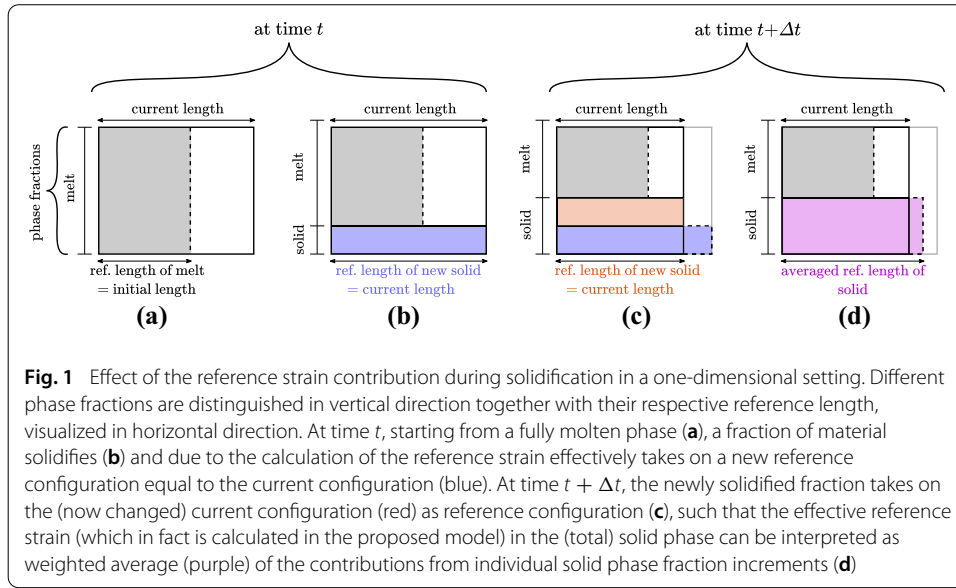 at time t
at time t+Δt
current length
current length
current length
current length
phase fractions
melt
melt
solid
melt
solid
melt
solid
ref. length of melt
= initial length
ref. length of new solid
= current length
ref. length of new solid
= current length
averaged ref. length of
solid
(a)
(b)
(c)
(d)
Fig. 1 Effect of the reference strain contribution during solidification in a one-dimensional setting. Different
phase fractions are distinguished in vertical direction together with their respective reference length,
visualized in horizontal direction. At time t, starting from a fully molten phase (a), a fraction of material
solidifies (b) and due to the calculation of the reference strain effectively takes on a new reference
configuration equal to the current configuration (blue). At time t + Δt, the newly solidified fraction takes on
the (now changed) current configuration (red) as reference configuration (c), such that the effective reference
strain (which in fact is calculated in the proposed model) in the (total) solid phase can be interpreted as
weighted average (purple) of the contributions from individual solid phase fraction increments (d)